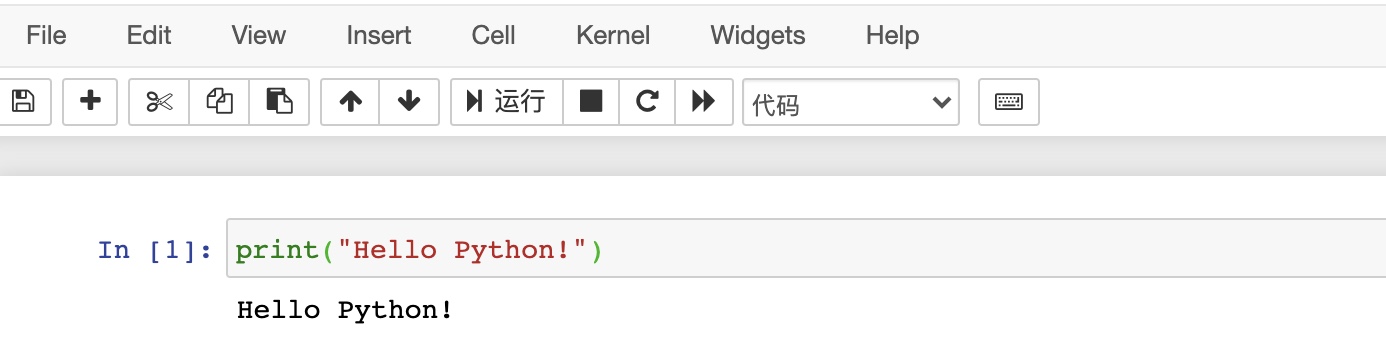 File Edit View Insert Cell Kernel Widgets Help
运行 代码
In [1]: print("Hello Python!")
Hello Python!